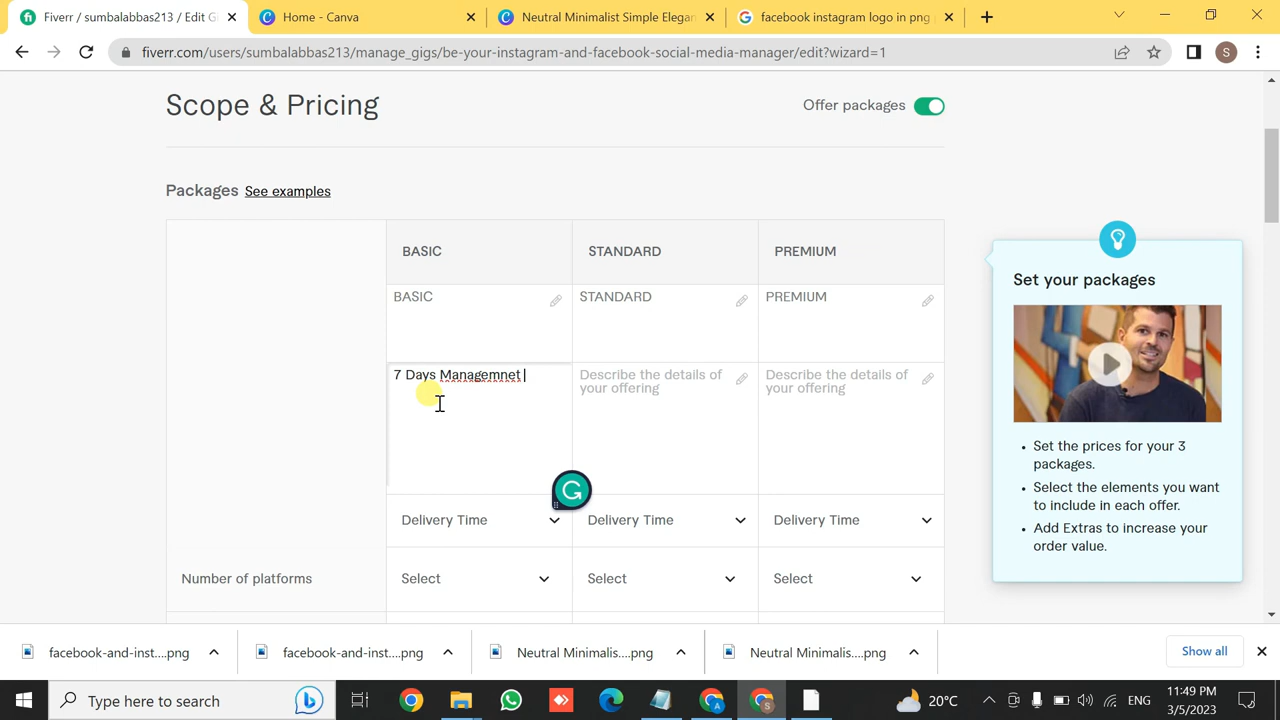 Fiverr / sumbalabbas213 / Edit G
Home - Canva
Neutral Minimalist Simple Elegan
facebook instagram logo in png
fiverr.com/users/sumbalabbas213/manage_gigs/be-your-instagram-and-facebook-social-media-manager/edit?wizard=1
S
Scope & Pricing
Offer packages
Packages See examples
BASIC STANDARD PREMIUM
BASIC STANDARD PREMIUM
7 Days Managemnet
Describe the details of
your offering
Describe the details of
your offering
Delivery Time Delivery Time Delivery Time
Number of platforms Select Select Select
Set your packages
Set the prices for your 3
packages.
Select the elements you want
to include in each offer.
Add Extras to increase your
order value.
facebook-and-inst....png
facebook-and-inst....png
Neutral Minimalis....png
Neutral Minimalis....png
Show all
Type here to search
20°C
ENG
11:49 PM
3/5/2023